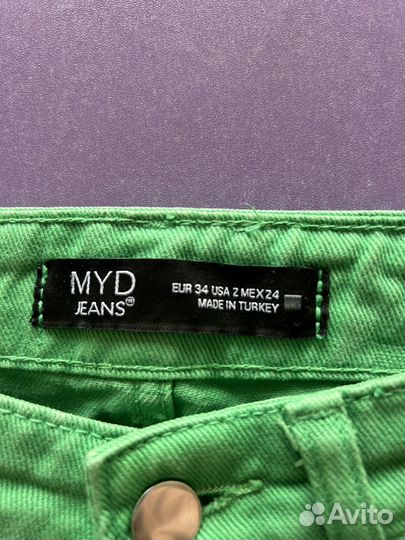 MYD
JEANS
EUR 34 USA 2 MEX 24
MADE IN TURKEY
Avito